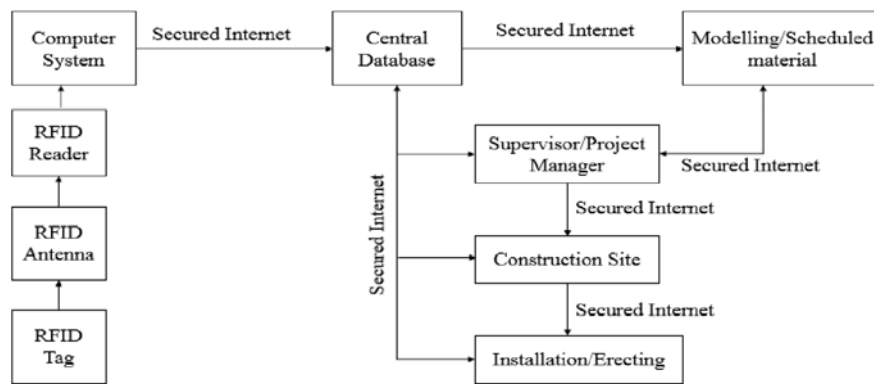 Computer
System
Secured Internet
Central
Database
Secured Internet
Modelling/Scheduled
material
RFID
Reader
Supervisor/Project
Manager
Secured Internet
Secured Internet
Secured Internet
RFID
Antenna
Construction Site
Secured Internet
RFID
Tag
Installation/Erecting